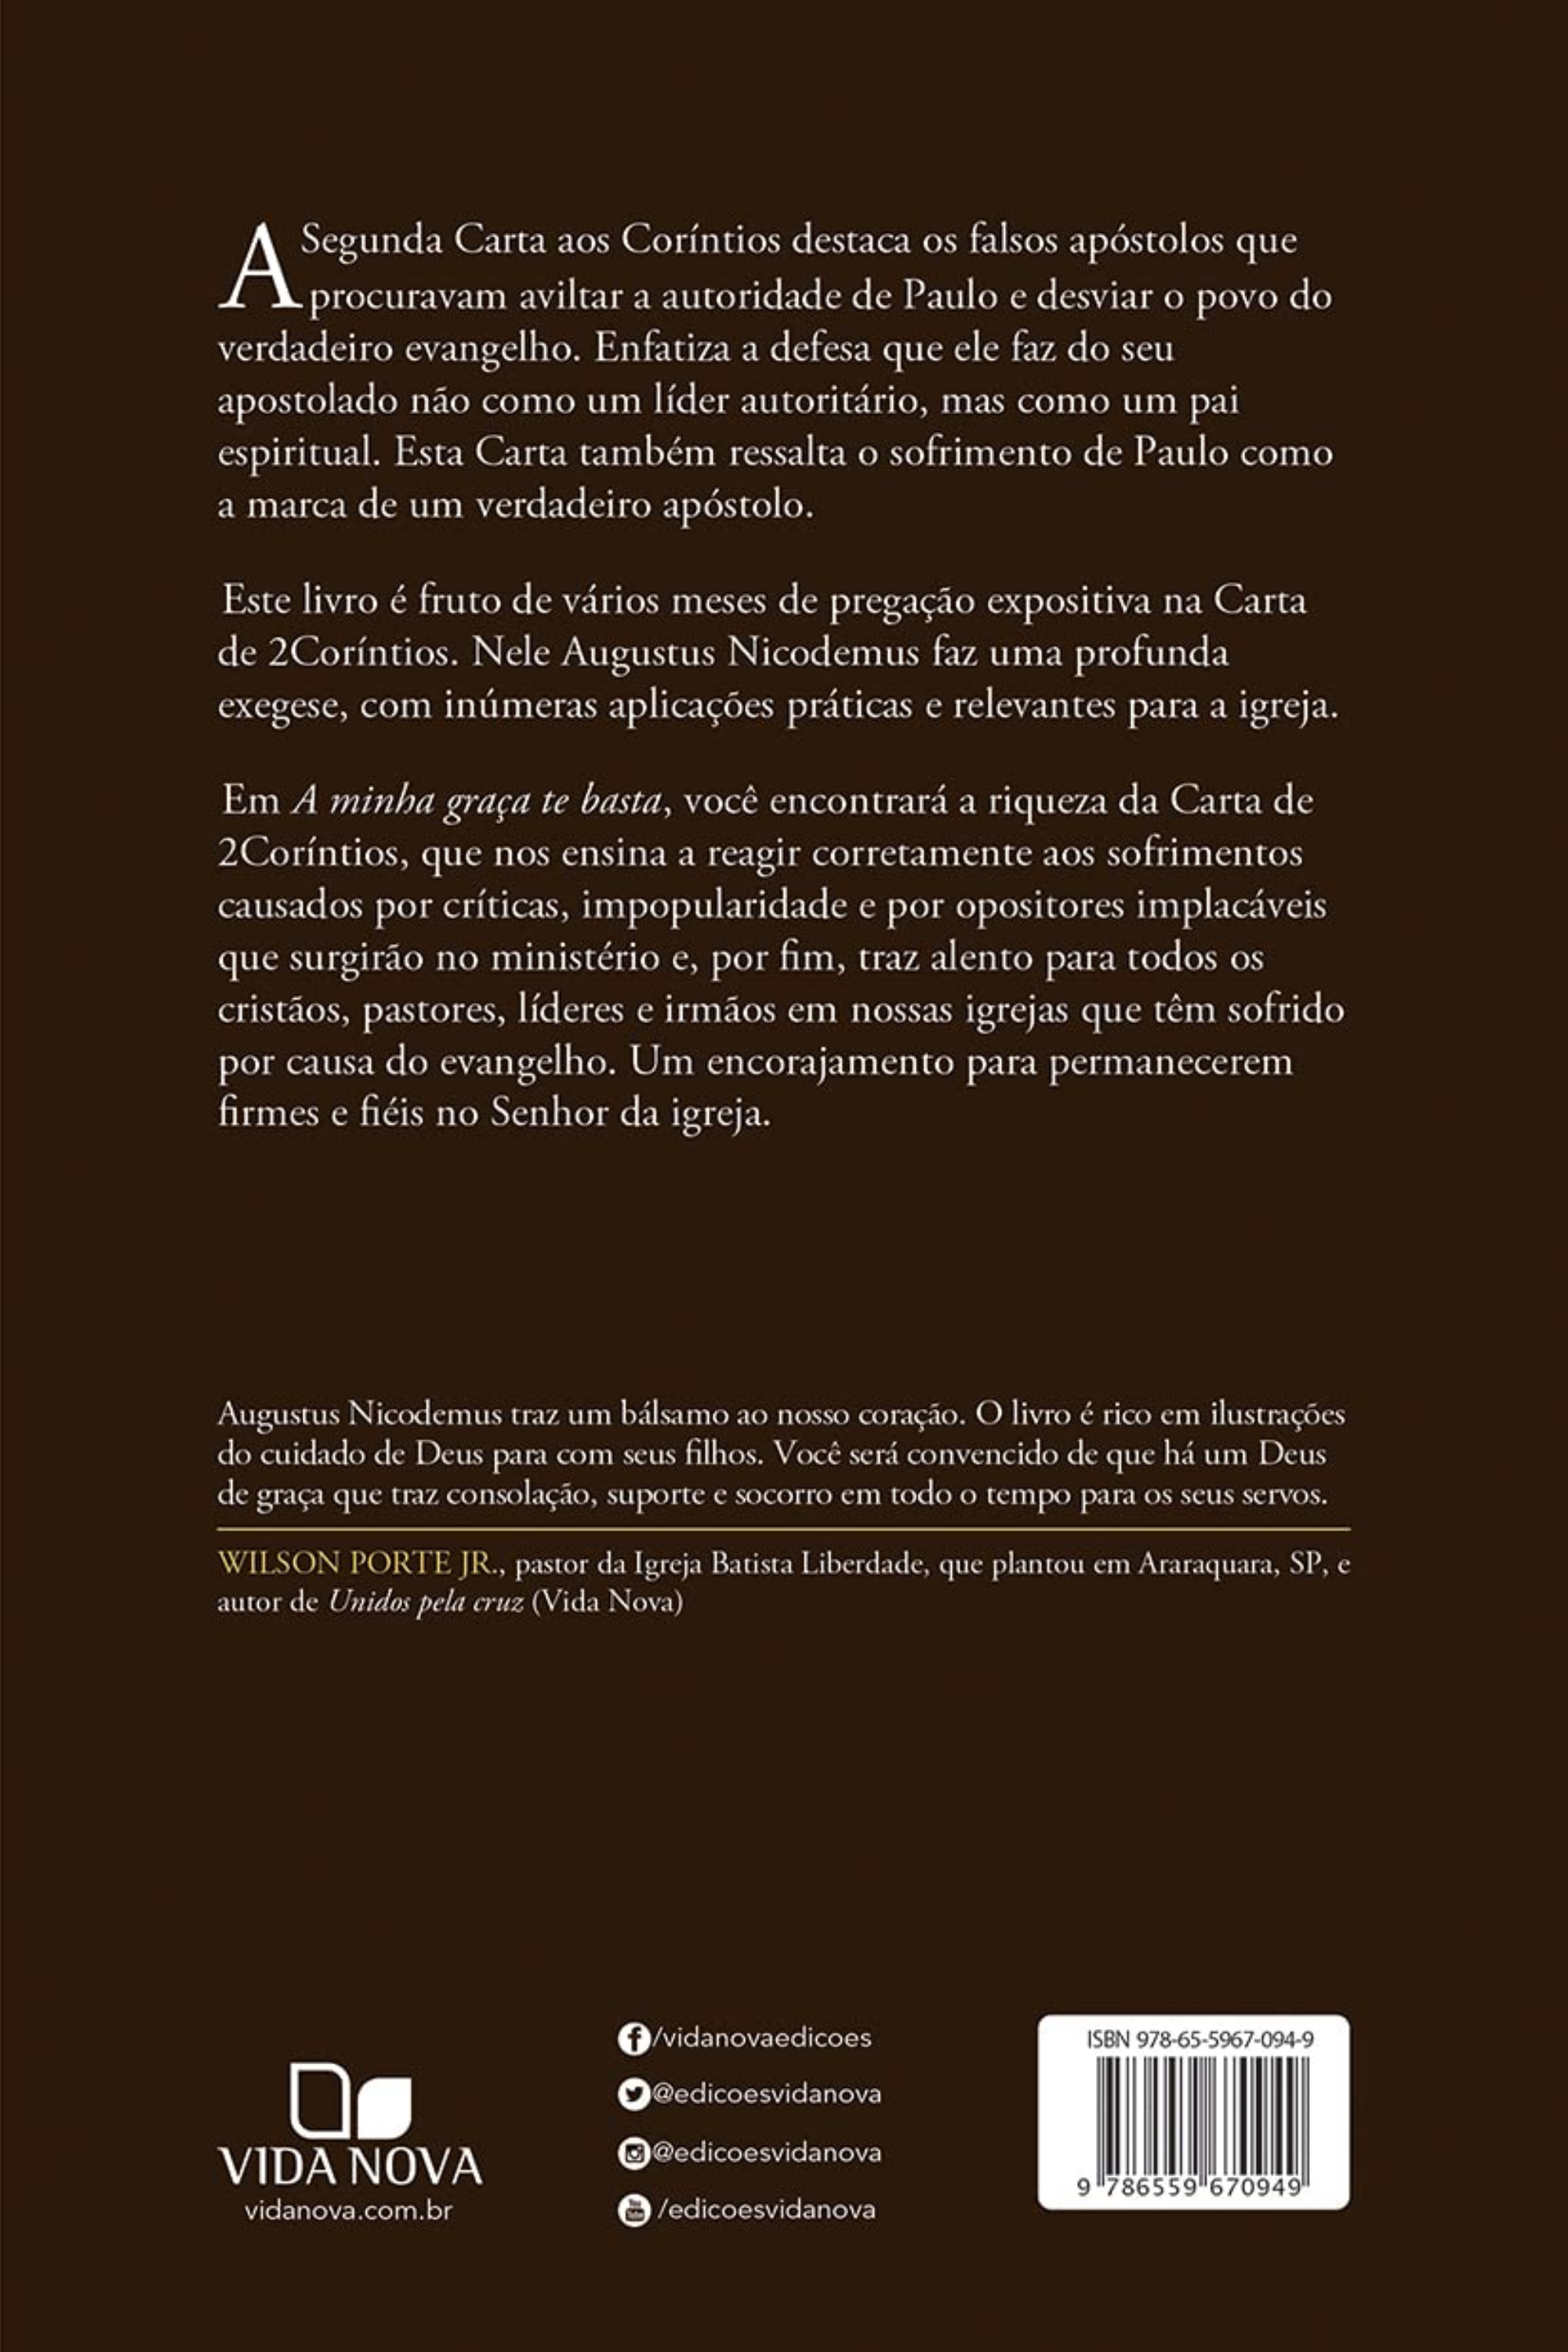 A Segunda Carta aos Coríntios destaca os falsos apóstolos que
procuravam aviltar a autoridade de Paulo e desviar o povo do
verdadeiro evangelho. Enfatiza a defesa que ele faz do seu
apostolado não como um líder autoritário, mas como um pai
espiritual. Esta Carta também ressalta o sofrimento de Paulo como
a marca de um verdadeiro apóstolo.
Este livro é fruto de vários meses de pregação expositiva na Carta
de 2Coríntios. Nele Augustus Nicodemus faz uma profunda
exegese, com inúmeras aplicações práticas e relevantes para a igreja.
Em A minha graça te basta, você encontrará a riqueza da Carta de
2Coríntios, que nos ensina a reagir corretamente aos sofrimentos
causados por críticas, impopularidade e por opositores implacáveis
que surgirão no ministério e, por fim, traz alento para todos os
cristãos, pastores, líderes e irmãos em nossas igrejas que têm sofrido
por causa do evangelho. Um encorajamento para permanecerem
firmes e fiéis no Senhor da igreja.
Augustus Nicodemus traz um bálsamo ao nosso coração. O livro é rico em ilustrações
do cuidado de Deus para com seus filhos. Você será convencido de que há um Deus
de graça que traz consolação, suporte e socorro em todo o tempo para os seus servos.
WILSON PORTE JR., pastor da Igreja Batista Liberdade, que plantou em Araraquara, SP, e
autor de Unidos pela cruz (Vida Nova)
VIDA NOVA
vidanova.com.br
/vidanovaedicoes
@edicoesvidanova
@edicoesvidanova
/edicoesvidanova
ISBN 978-65-5967-094-9
9 786559 670949